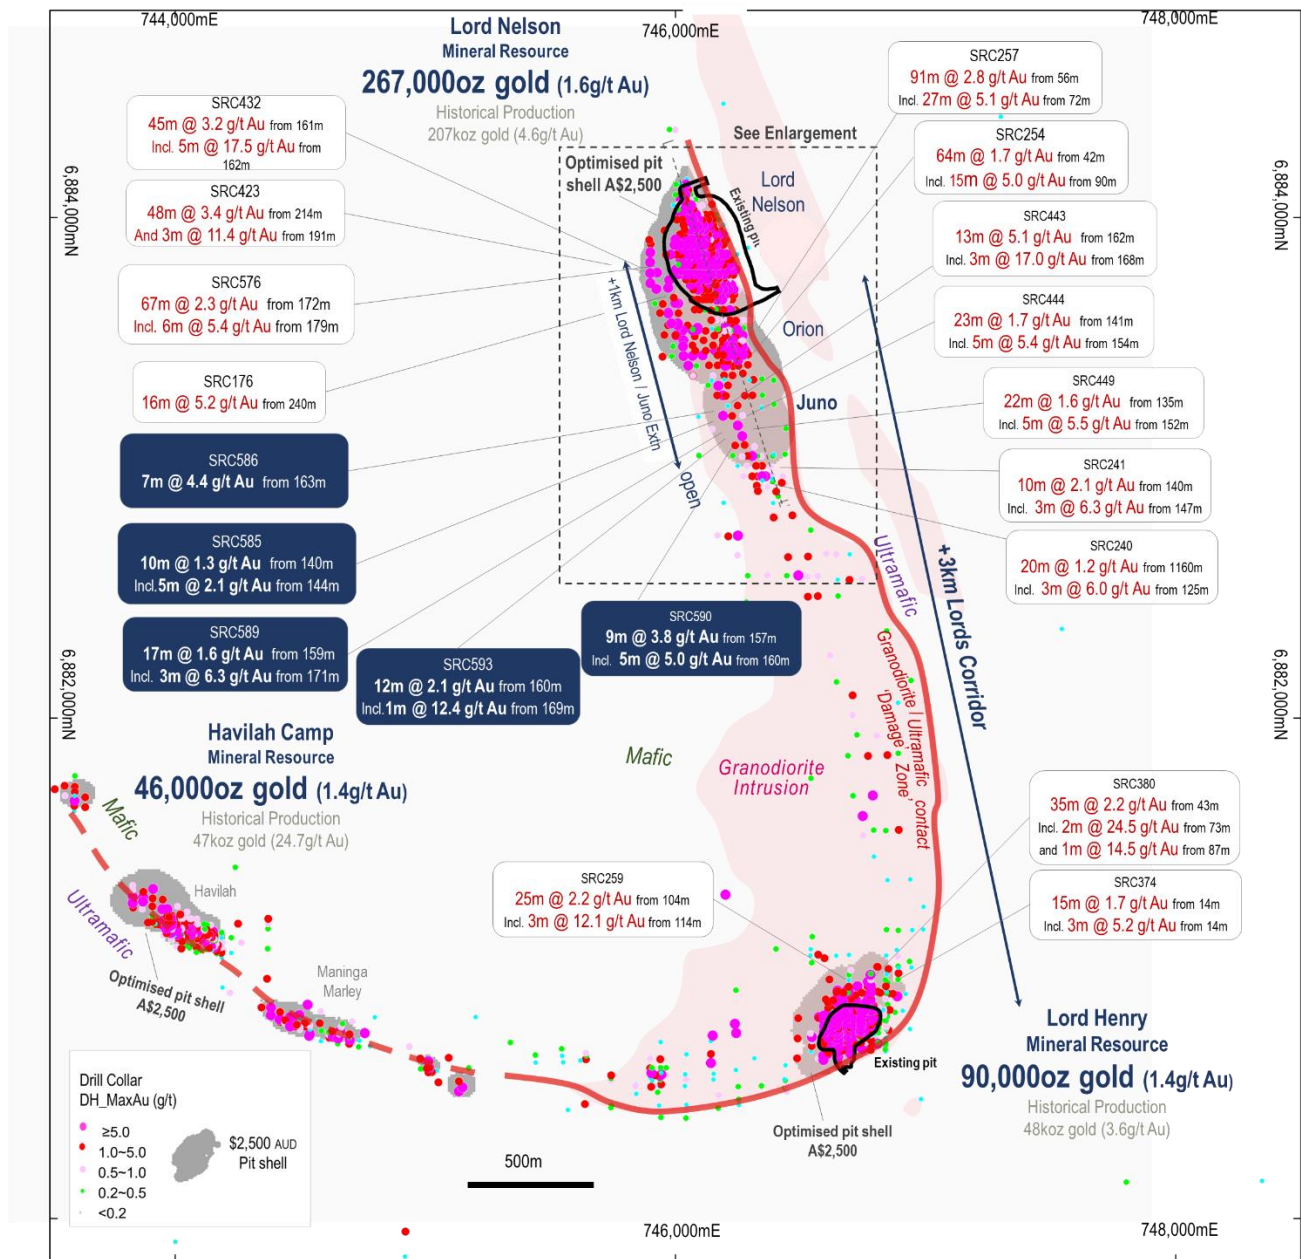 744,000mE
746,000mE
748,000mE
Lord Nelson
Mineral Resource
267,000oz gold (1.6g/t Au)
Historical Production
207koz gold (4.6g/t Au)
SRC257
91m @ 2.8 g/t Au from 56m
Incl. 27m @ 5.1 g/t Au from 72m
SRC432
45m @ 3.2 g/t Au from 161m
Incl. 5m @ 17.5 g/t Au from
162m
See Enlargement
SRC254
64m @ 1.7 g/t Au from 42m
Incl. 15m @ 5.0 g/t Au from 90m
Optimised pit
shell A$2,500
Lord
Nelson
Existing pit
6,884,000mN
6,884,000mN
SRC423
48m @ 3.4 g/t Au from 214m
And 3m @ 11.4 g/t Au from 191m
SRC443
13m @ 5.1 g/t Au from 162m
Incl. 3m @ 17.0 g/t Au from 168m
SRC576
67m @ 2.3 g/t Au from 172m
Incl. 6m @ 5.4 g/t Au from 179m
+1km Lord Nelson / Juno Extn
open
Orion
SRC444
23m @ 1.7 g/t Au from 141m
Incl. 5m @ 5.4 g/t Au from 154m
SRC176
16m @ 5.2 g/t Au from 240m
Juno
SRC449
22m @ 1.6 g/t Au from 135m
Incl. 5m @ 5.5 g/t Au from 152m
SRC586
7m @ 4.4 g/t Au from 163m
SRC241
10m @ 2.1 g/t Au from 140m
Incl. 3m @ 6.3 g/t Au from 147m
SRC585
10m @ 1.3 g/t Au from 140m
Incl. 5m @ 2.1 g/t Au from 144m
SRC240
20m @ 1.2 g/t Au from 1160m
Incl. 3m @ 6.0 g/t Au from 125m
Ultramafic
+3km Lords Corridor
SRC589
17m @ 1.6 g/t Au from 159m
Incl. 3m @ 6.3 g/t Au from 171m
SRC590
9m @ 3.8 g/t Au from 157m
Incl. 5m @ 5.0 g/t Au from 160m
SRC593
12m @ 2.1 g/t Au from 160m
Incl. 1m @ 12.4 g/t Au from 169m
6,882,000mN
6,882,000mN
Granodiorite / Ultramafic contact
'Damage' Zone
Havilah Camp
Mineral Resource
46,000oz gold (1.4g/t Au)
Historical Production
47koz gold (24.7g/t Au)
Mafic
Granodiorite
Intrusion
Mafic
SRC380
35m @ 2.2 g/t Au from 43m
Incl. 2m @ 24.5 g/t Au from 73m
and 1m @ 14.5 g/t Au from 87m
SRC259
25m @ 2.2 g/t Au from 104m
Incl. 3m @ 12.1 g/t Au from 114m
SRC374
15m @ 1.7 g/t Au from 14m
Incl. 3m @ 5.2 g/t Au from 14m
Havilah
Ultramafic
Optimised pit shell
A$2,500
Maninga
Marley
Lord Henry
Mineral Resource
90,000oz gold (1.4g/t Au)
Historical Production
48koz gold (3.6g/t Au)
Existing pit
Optimised pit shell
A$2,500
Drill Collar
DH_MaxAu (g/t)
≥5.0
1.0~5.0
0.5~1.0
0.2~0.5
<0.2
$2,500 AUD
Pit shell
500m
746,000mE
748,000mE